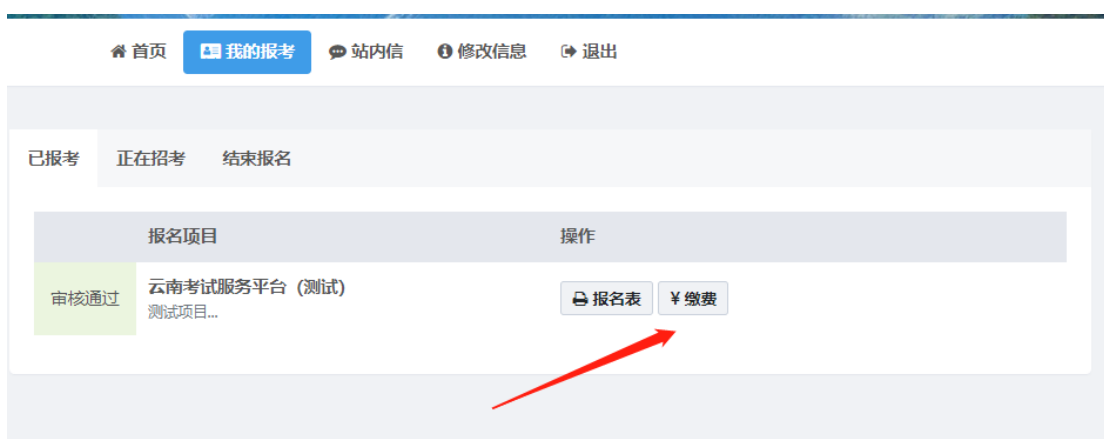 首页 我的报考 站内信 修改信息 退出
已报考 正在招考 结束报名
报名项目 操作
审核通过 云南考试服务平台（测试） 报名表 ¥ 缴费
测试项目...